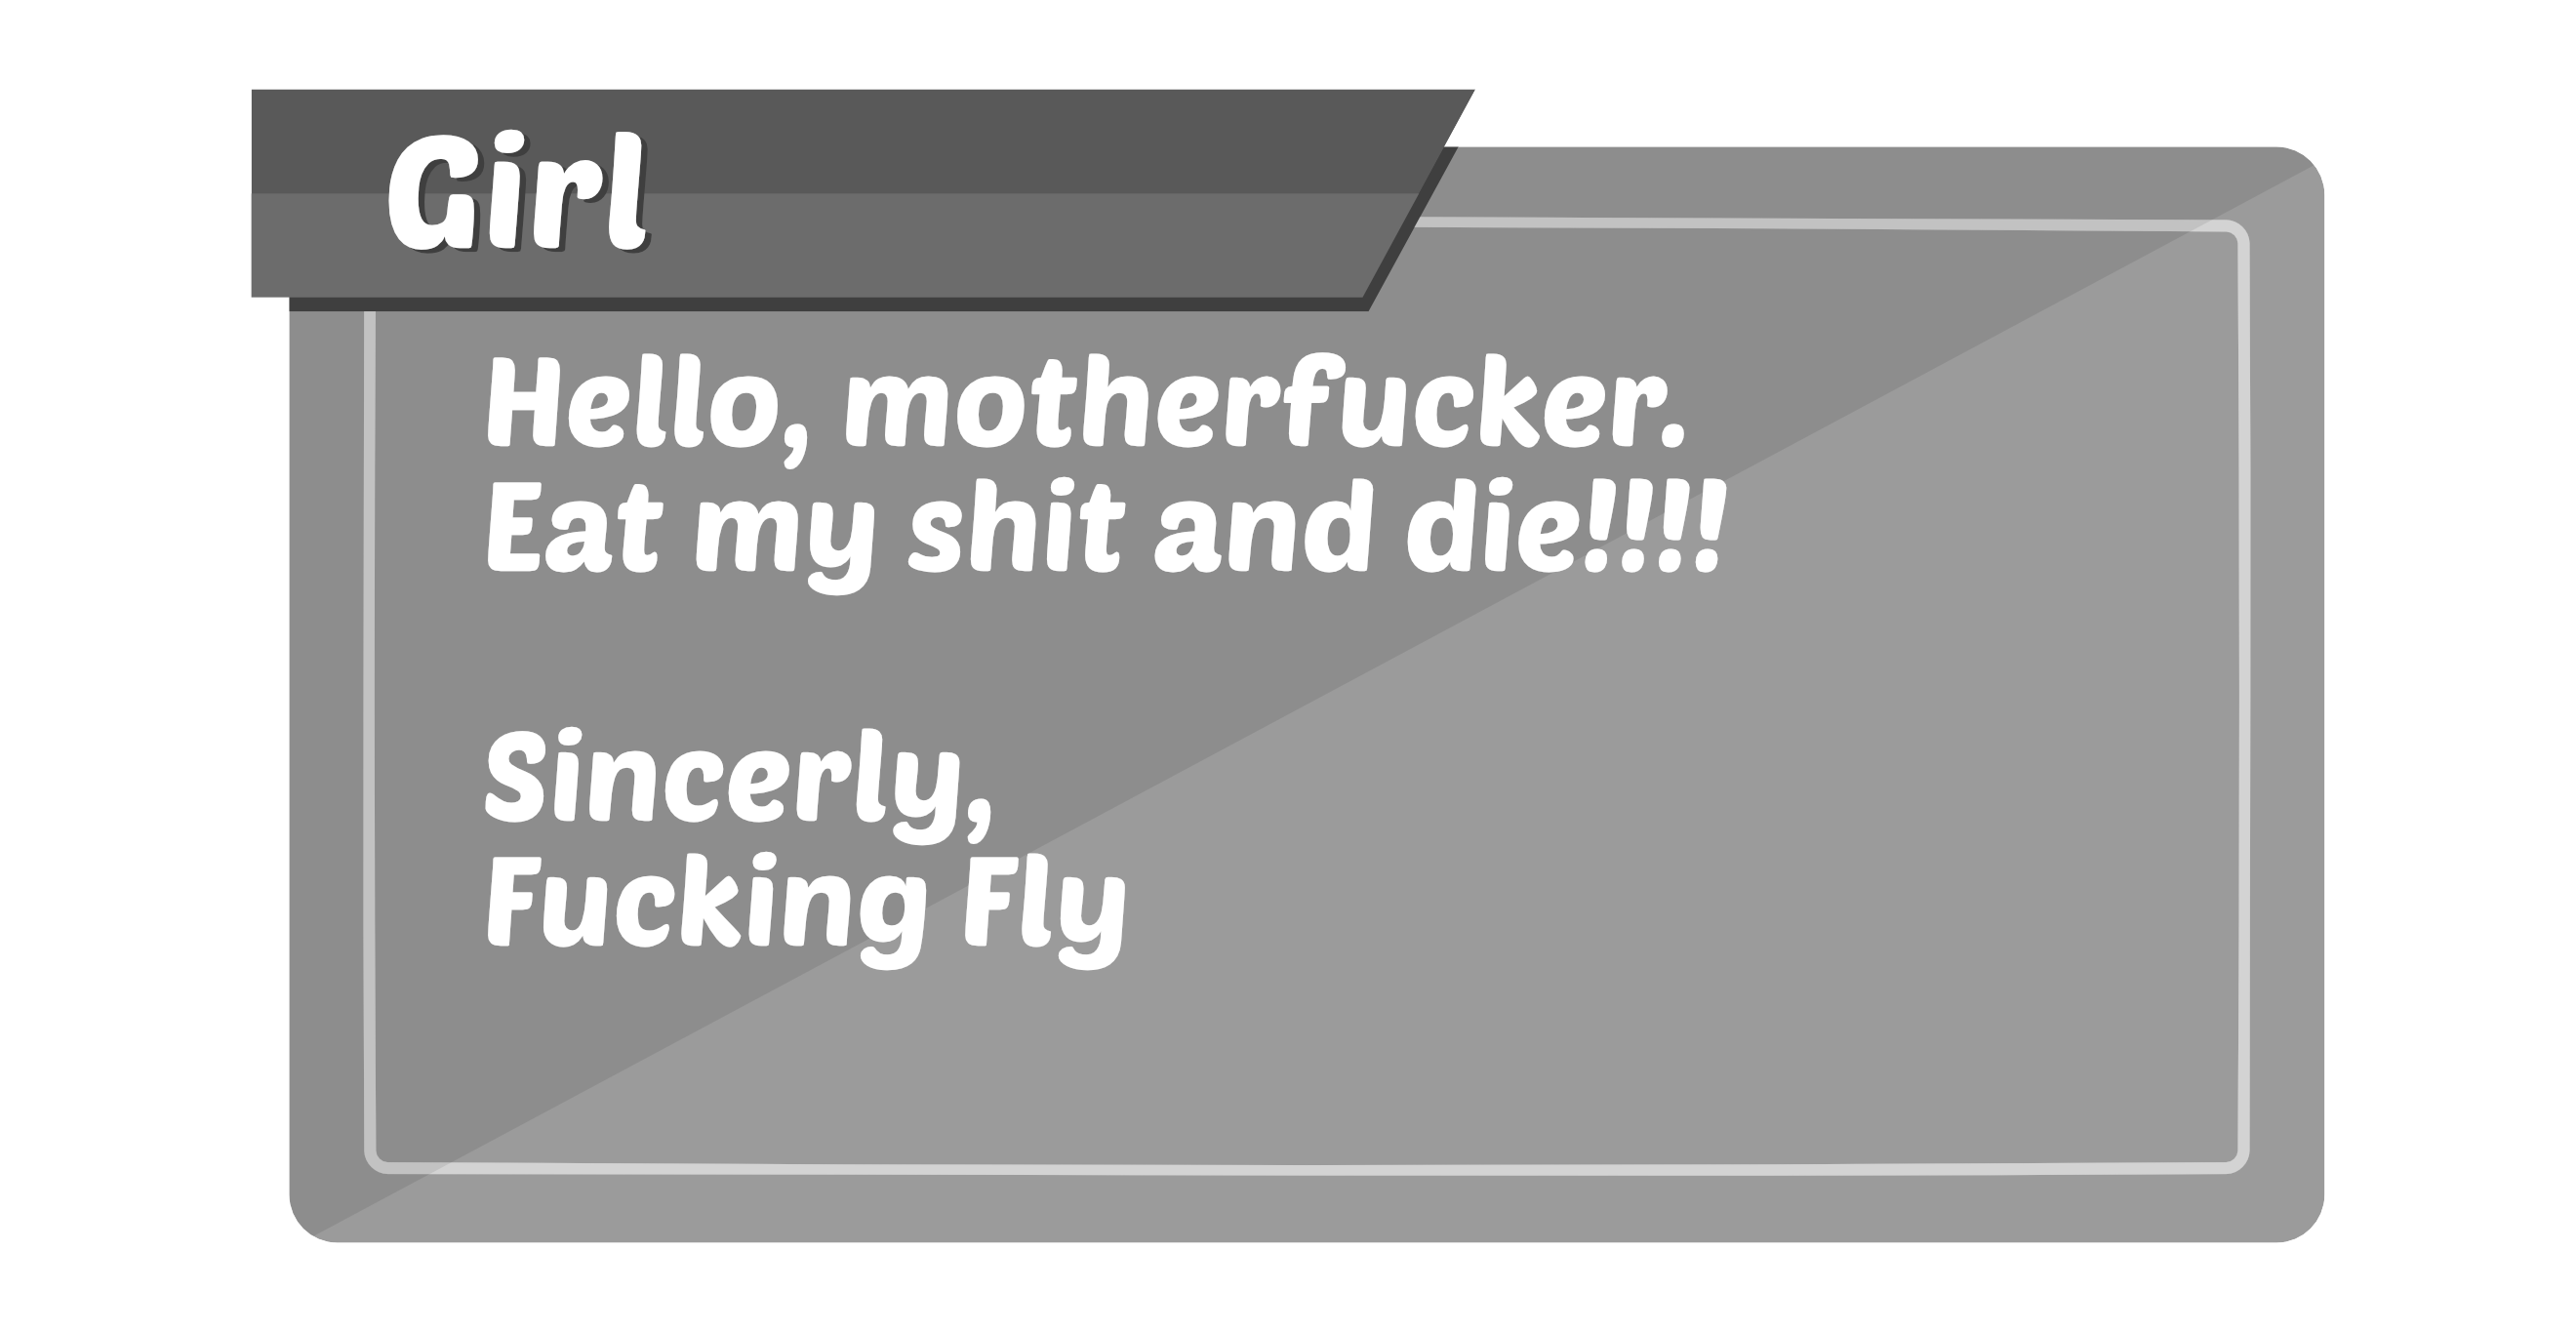 Girl
Hello, motherfucker.
Eat my shit and die!!!!
Sincerly,
Fucking Fly